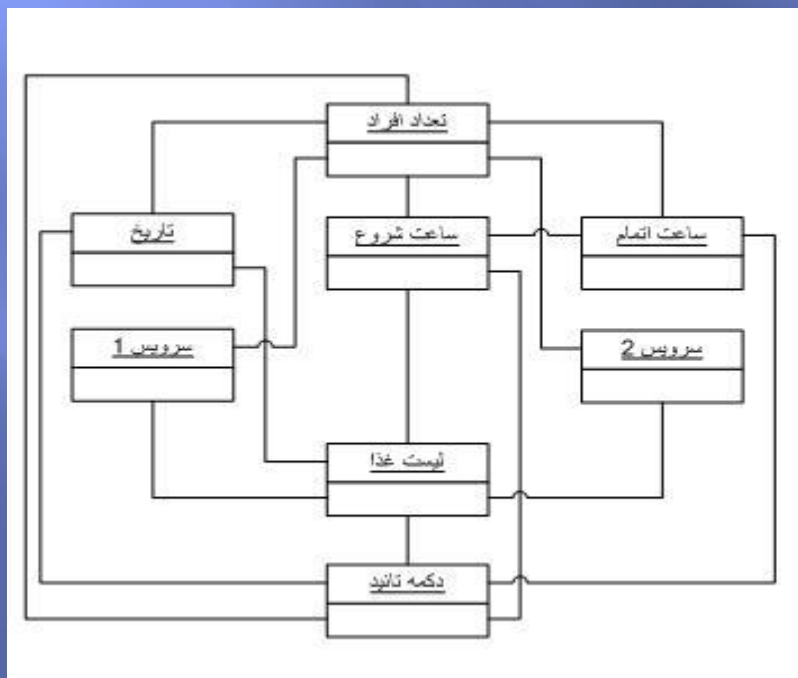 تعداد افراد
تاریخ
ساعت شروع
ساعت اتمام
سرویس 1
سرویس 2
لیست غذا
دکمه تائید